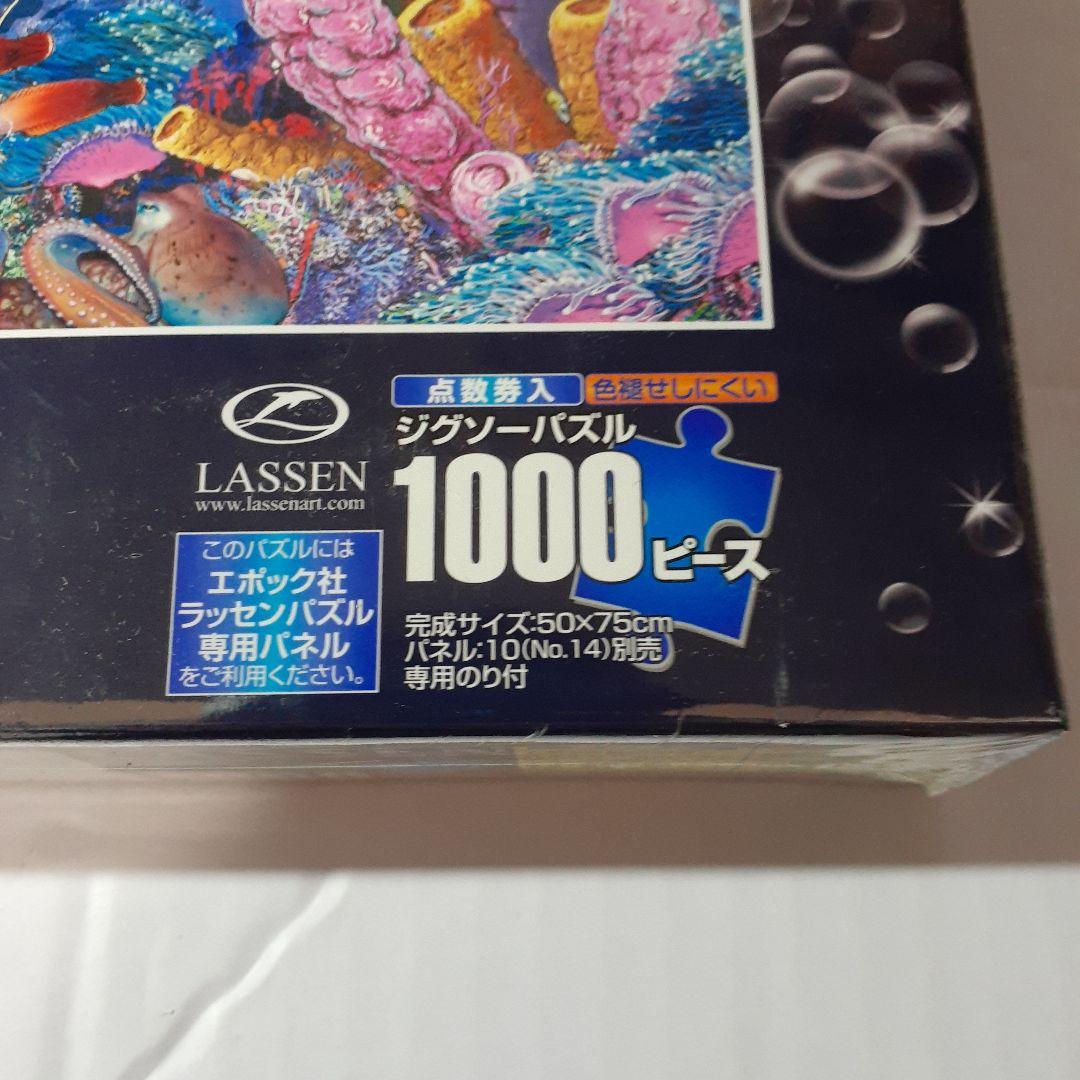 点数券入
色褪せしにくい
ジグソーパズル
1000ピース
完成サイズ:50×75cm
パネル:10(No.14)別売
専用のり付
LASSEN
www.lassenart.com
このパズルには
エポック社
ラッセンパズル
専用パネル
をご利用ください。